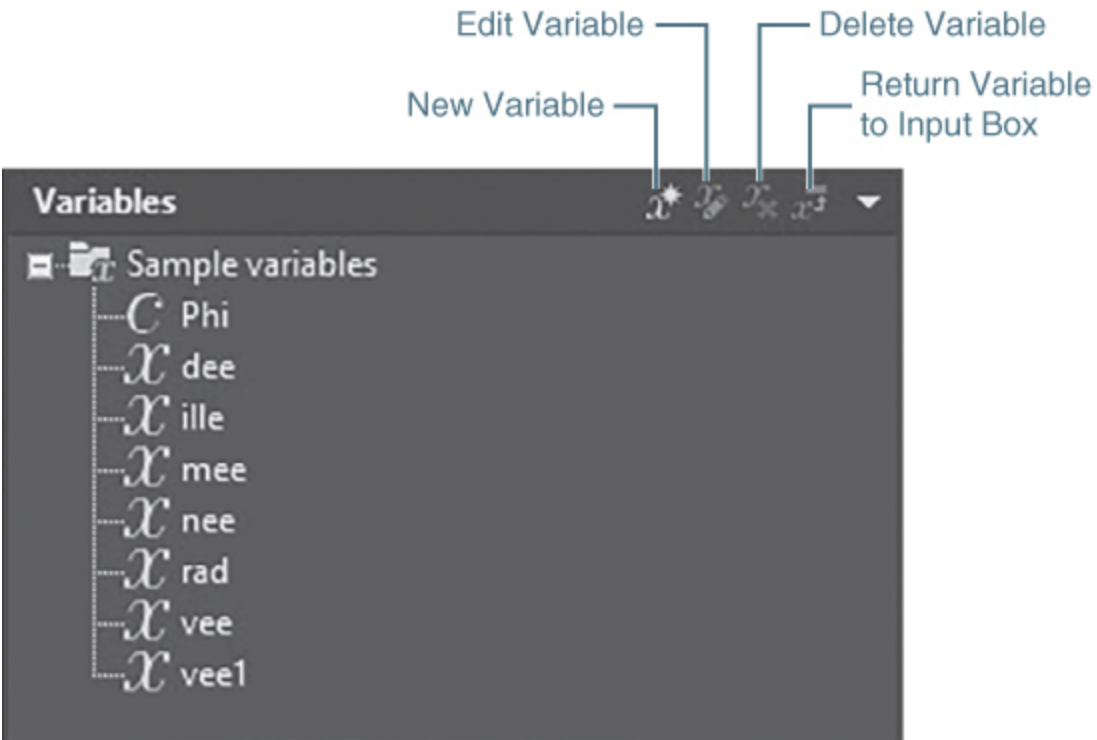 Edit Variable
Delete Variable
New Variable
Return Variable
to Input Box
Variables
Sample variables
Phi
dee
ille
mee
nee
rad
vee
vee1